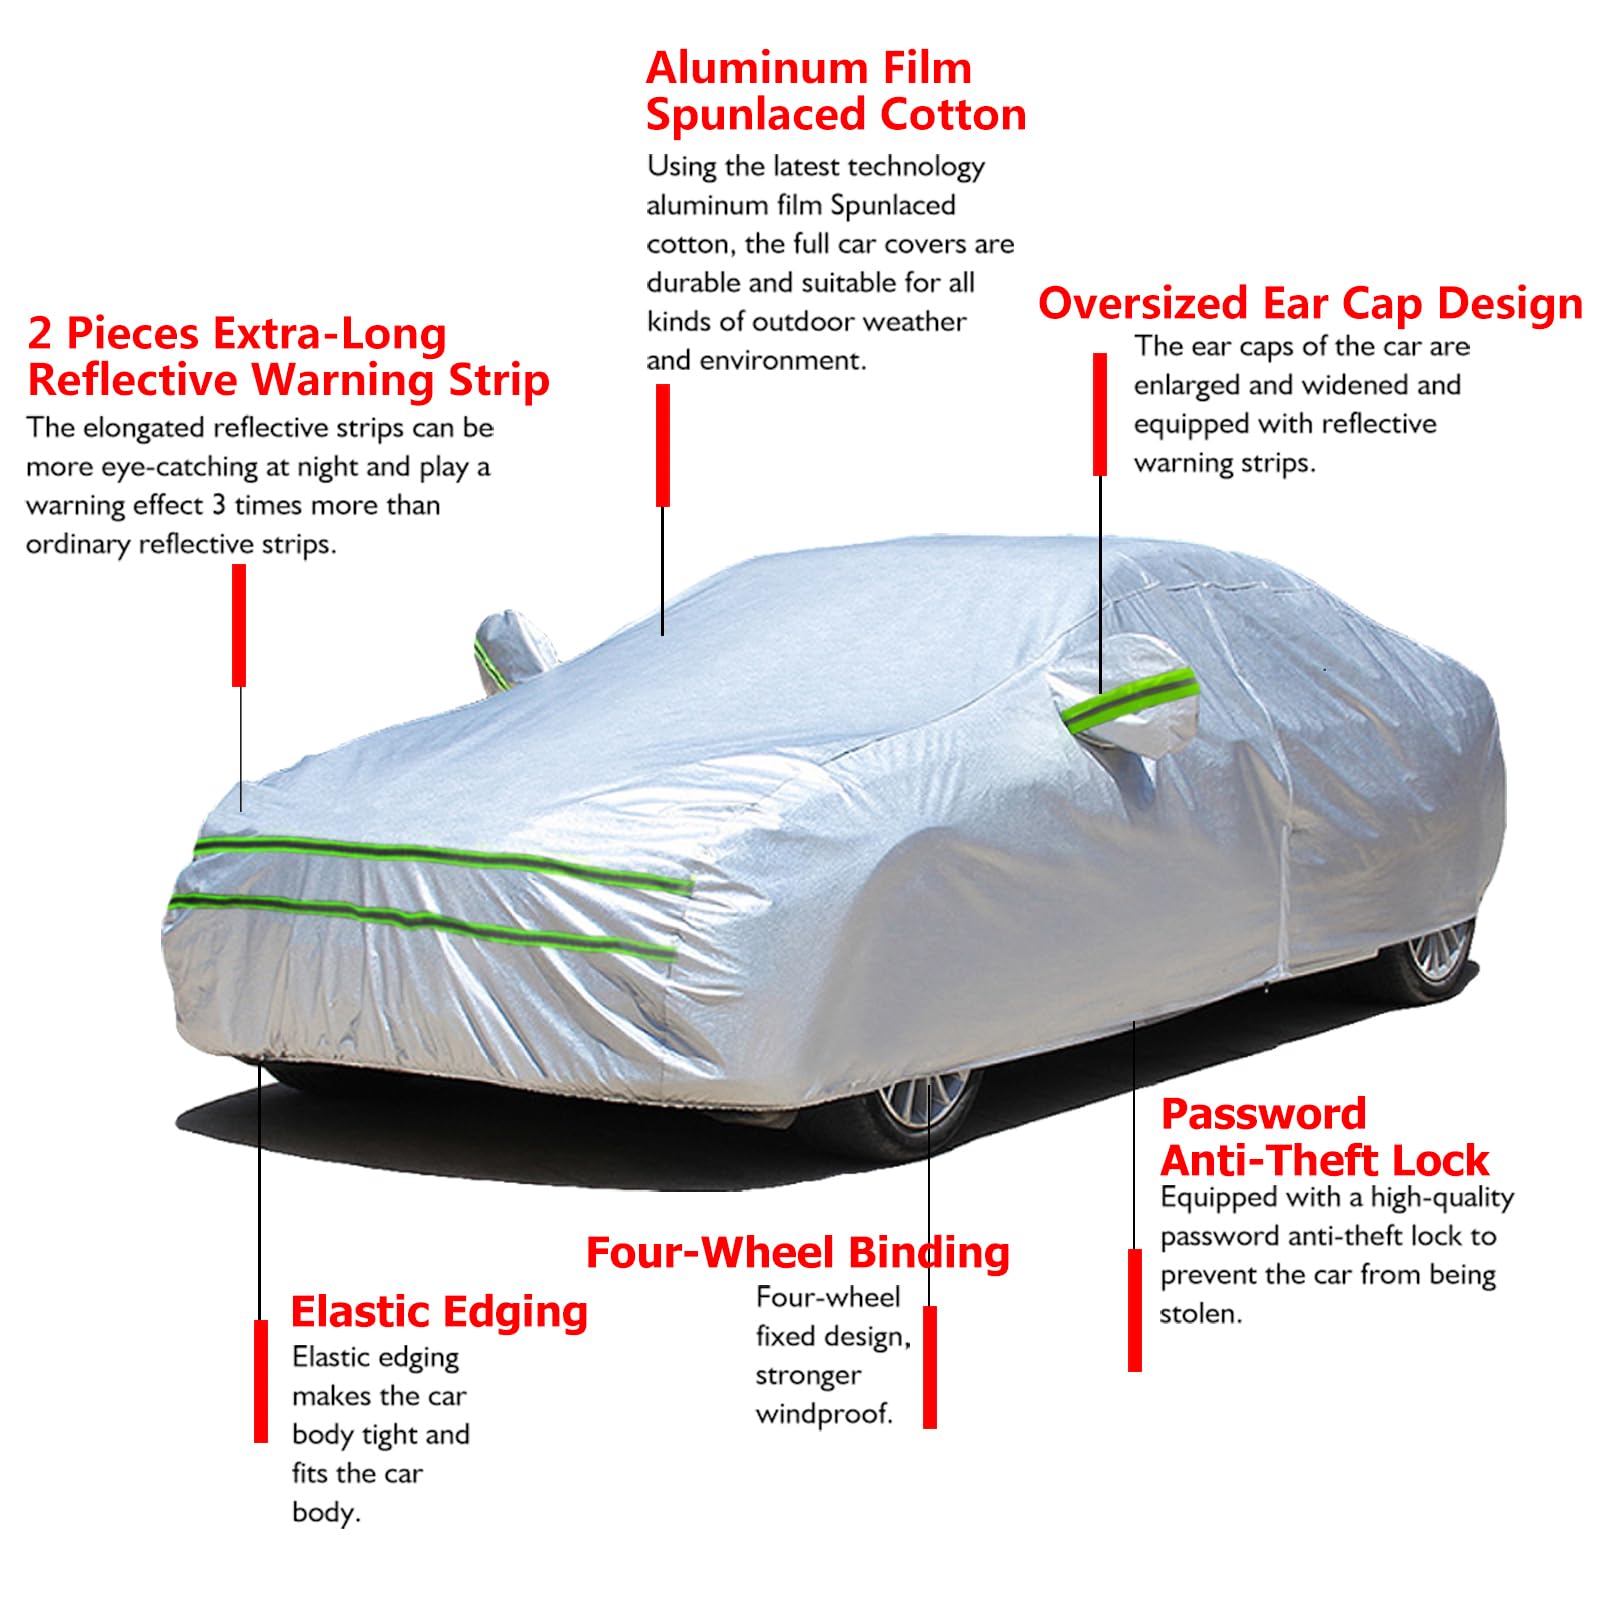 Aluminum Film
Spunlaced Cotton
Using the latest technology
aluminum film Spunlaced
cotton, the full car covers are
durable and suitable for all
kinds of outdoor weather
and environment.
Oversized Ear Cap Design
The ear caps of the car are
enlarged and widened and
equipped with reflective
warning strips.
2 Pieces Extra-Long
Reflective Warning Strip
The elongated reflective strips can be
more eye-catching at night and play a
warning effect 3 times more than
ordinary reflective strips.
Password
Anti-Theft Lock
Equipped with a high-quality
password anti-theft lock to
prevent the car from being
stolen.
Four-Wheel Binding
Four-wheel
fixed design,
stronger
windproof.
Elastic Edging
Elastic edging
makes the car
body tight and
fits the car
body.